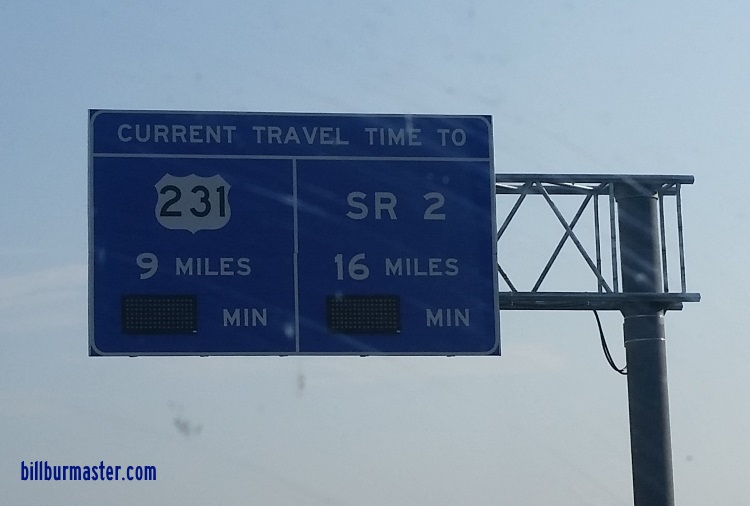 CURRENT TRAVEL TIME TO
231
9 MILES
MIN
SR 2
16 MILES
MIN
billburmaster.com